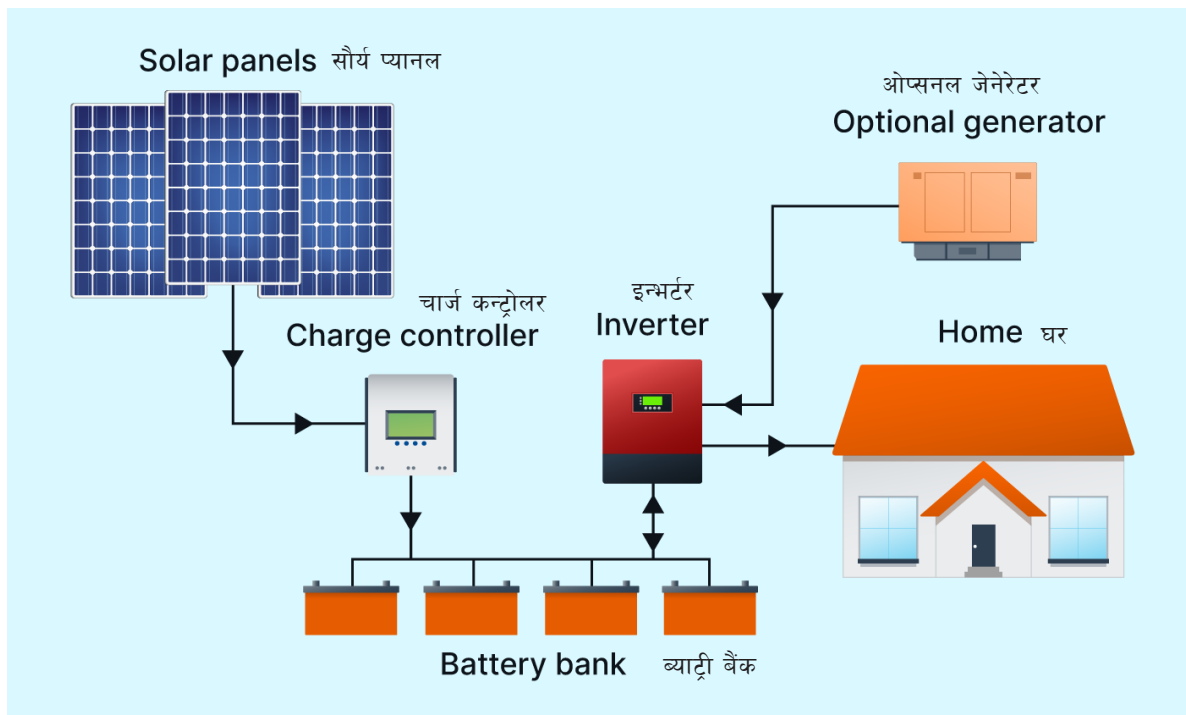 Solar panels सौर्य प्यानल
ओप्सनल जेनेरेटर
Optional generator
चार्ज कन्ट्रोलर
Charge controller
इन्भर्टर
Inverter
Home घर
Battery bank ब्याट्री बैंक